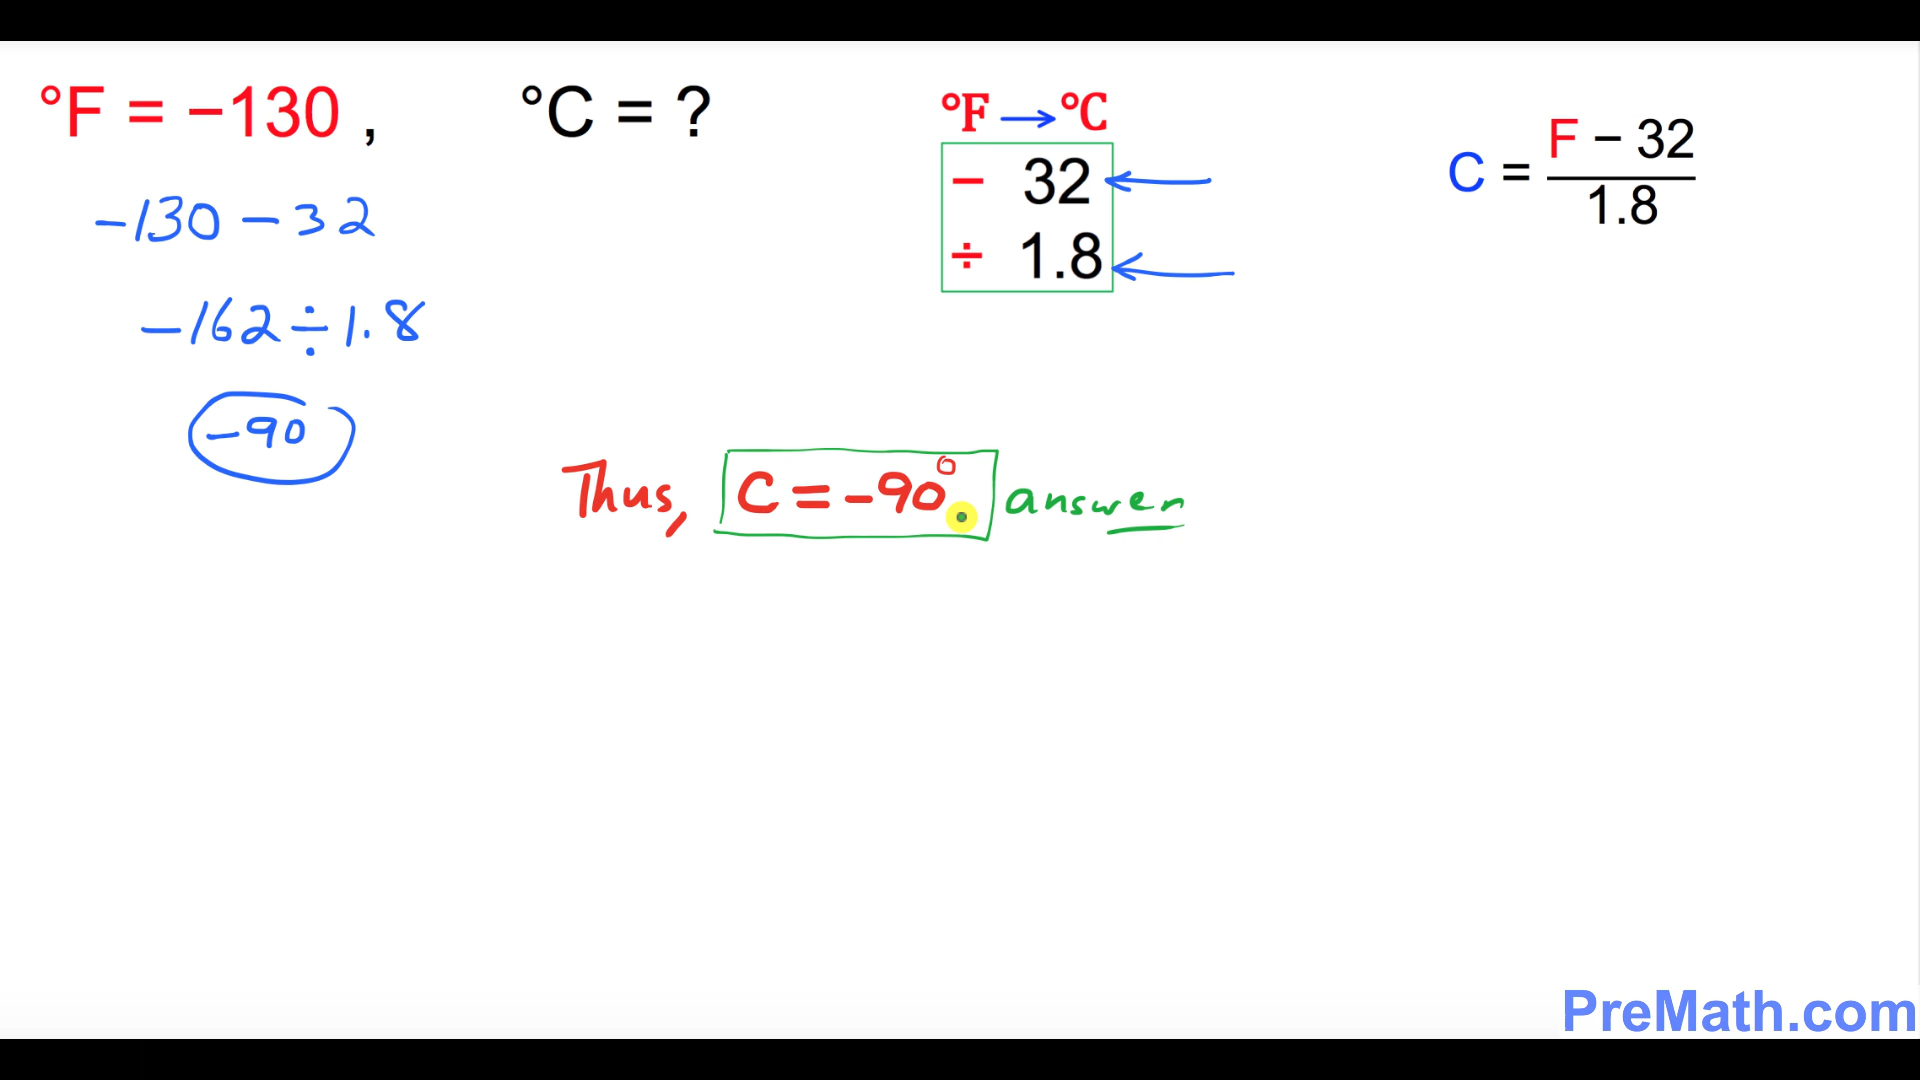 °F = −130 , °C = ?
-130 - 32
-162 ÷ 1.8
-90
°F → °C
− 32
÷ 1.8
C = F − 32
1.8
Thus, C = -90° answer
PreMath.com